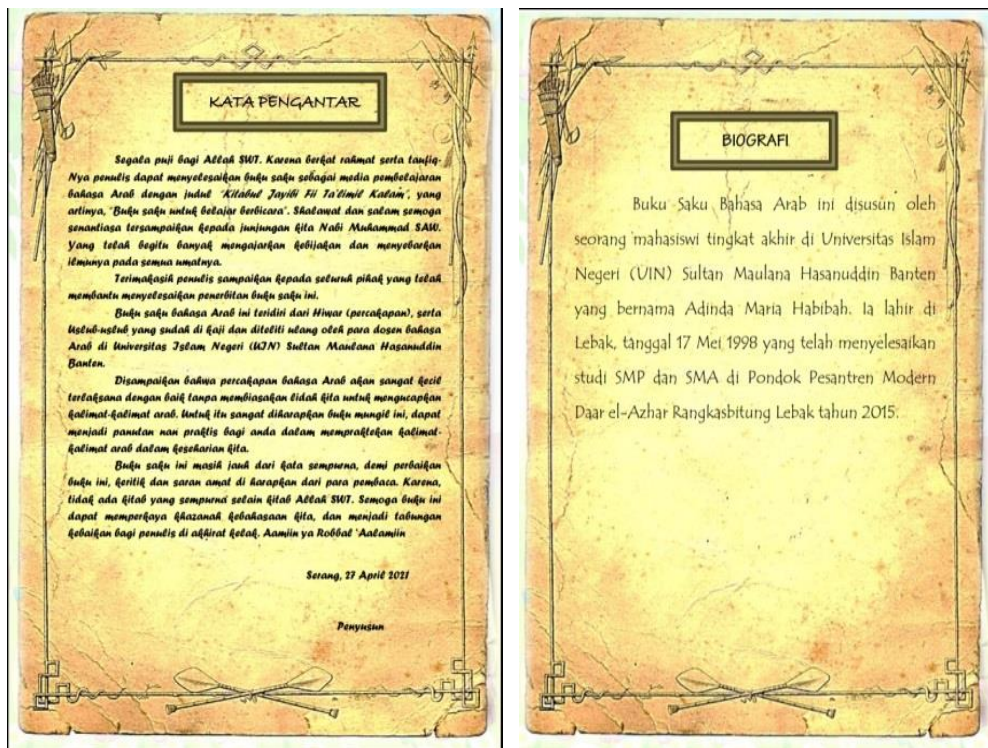 KATA PENGANTAR
Segala puji bagi Allah SWT. Karena berkat rahmat serta taufiq-
Nya penulis dapat menyelesaikan buku saku sebagai media pembelajaran
bahasa Arab dengan judul "Kitābul Jayibi Fii Ta'limil Kalam", yang
artinya, "Buku saku untuk belajar berbicara". Shalawat dan salam semoga
senantiasa tersampaikan kepada junjungan kita Nabi Muhammad SAW.
Yang telah begitu banyak mengajarkan kebijakan dan menyebarkan
ilmunya pada semua umatnya.
Terimakasih penulis sampaikan kepada seluruh pihak yang telah
membantu menyelesaikan penerbitan buku saku ini.
Buku saku bahasa Arab ini teridiri dari Hiwar (percakapan), serta
Uslub-uslub yang sudah di kaji dan diteliti ulang oleh para dosen bahasa
Arab di Universitas Islam Negeri (UIN) Sultan Maulana Hasanuddin
Banten.
Disampaikan bahwa percakapan bahasa Arab akan sangat kecil
terlaksana dengan baik tanpa membiasakan lidah kita untuk mengucapkan
kalimat-kalimat arab. Untuk itu sangat diharapkan buku mungil ini, dapat
menjadi panutan nan praktis bagi anda dalam mempraktekan kalimat-
kalimat arab dalam keseharian kita.
Buku saku ini masih jauh dari kata sempurna, demi perbaikan
buku ini, keritik dan saran amat di harapkan dari para pembaca. Karena,
tidak ada kitab yang sempurna selain kitab Allah SWT. Semoga buku ini
dapat memperkaya khazanah kebahasaan kita, dan menjadi tabungan
kebaikan bagi penulis di akhirat kelak. Aamiin ya Robbal 'Aalamiin
Serang, 27 April 2021
Penyusun
BIOGRAFI
Buku Saku Bahasa Arab ini disusun oleh
seorang mahasiswi tingkat akhir di Universitas Islam
Negeri (UIN) Sultan Maulana Hasanuddin Banten
yang bernama Adinda Maria Habibah. Ia lahir di
Lebak, tanggal 17 Mei 1998 yang telah menyelesaikan
studi SMP dan SMA di Pondok Pesantren Modern
Daar el-Azhar Rangkasbitung Lebak tahun 2015.